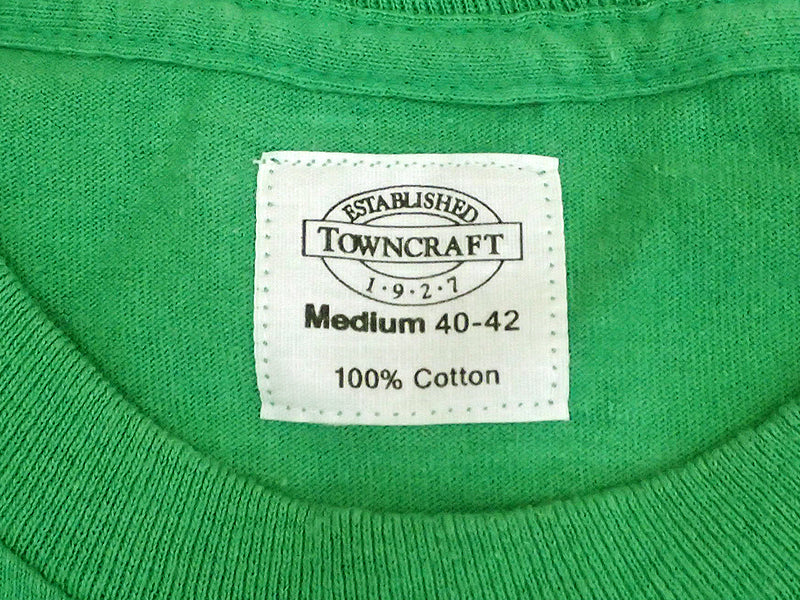 ESTABLISHED
TOWNCRAFT
1·9·2·7
Medium 40-42
100% Cotton